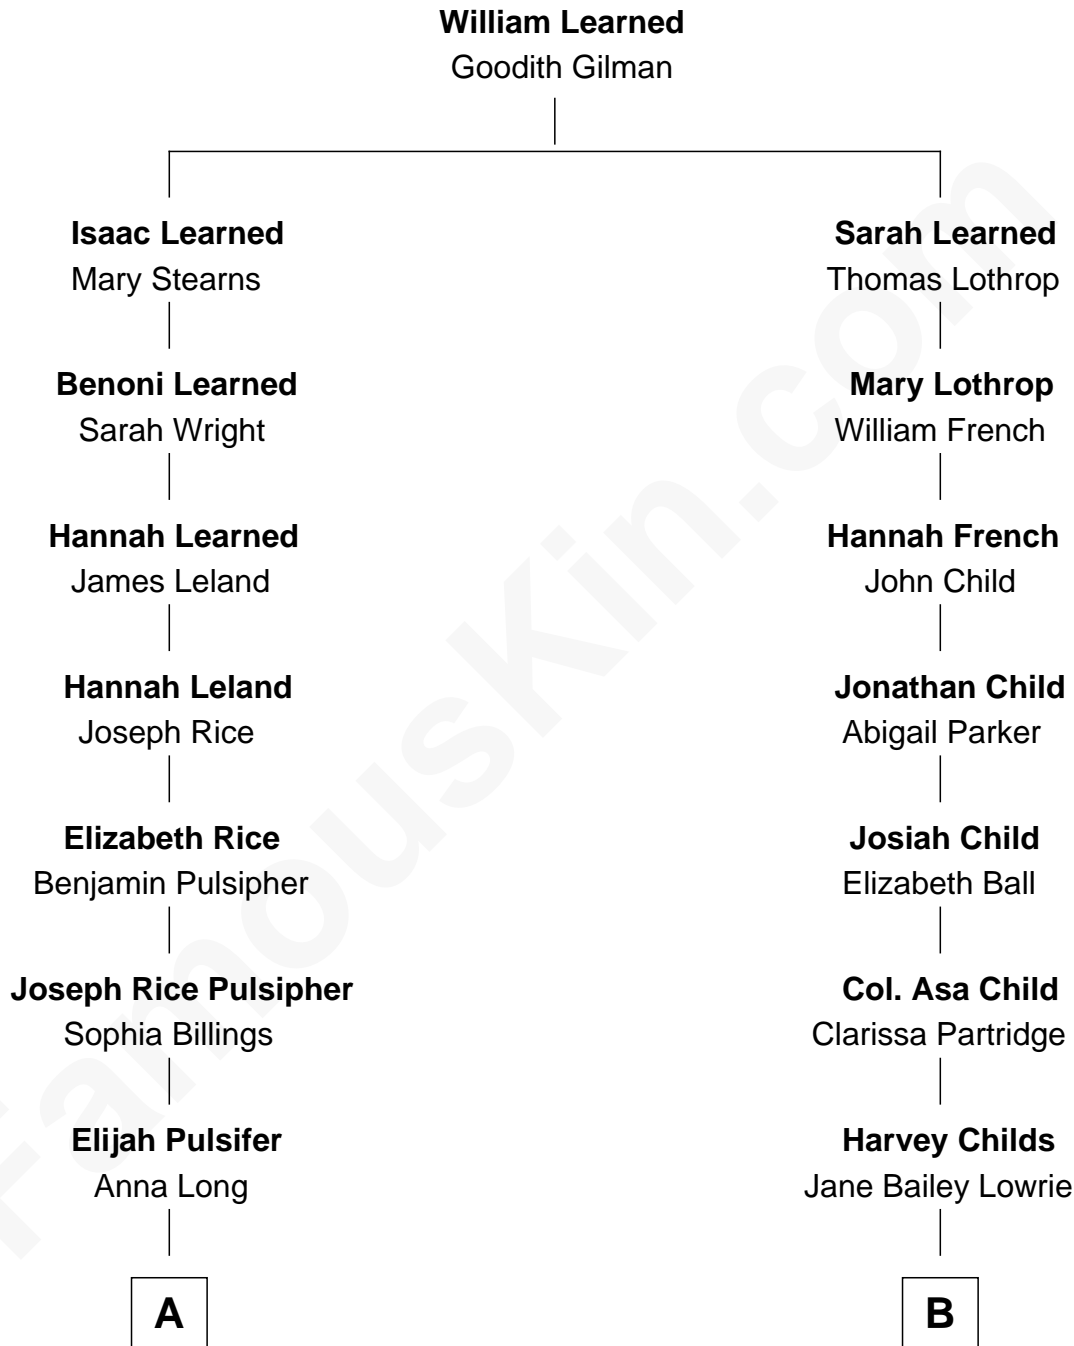 William Learned
Goodith Gilman
Isaac Learned
Mary Stearns
Sarah Learned
Thomas Lothrop
Benoni Learned
Sarah Wright
Mary Lothrop
William French
Hannah Learned
James Leland
Hannah French
John Child
Hannah Leland
Joseph Rice
Jonathan Child
Abigail Parker
Elizabeth Rice
Benjamin Pulsipher
Josiah Child
Elizabeth Ball
Joseph Rice Pulsipher
Sophia Billings
Col. Asa Child
Clarissa Partridge
Elijah Pulsifer
Anna Long
Harvey Childs
Jane Bailey Lowrie
A
B
FamousKin.com